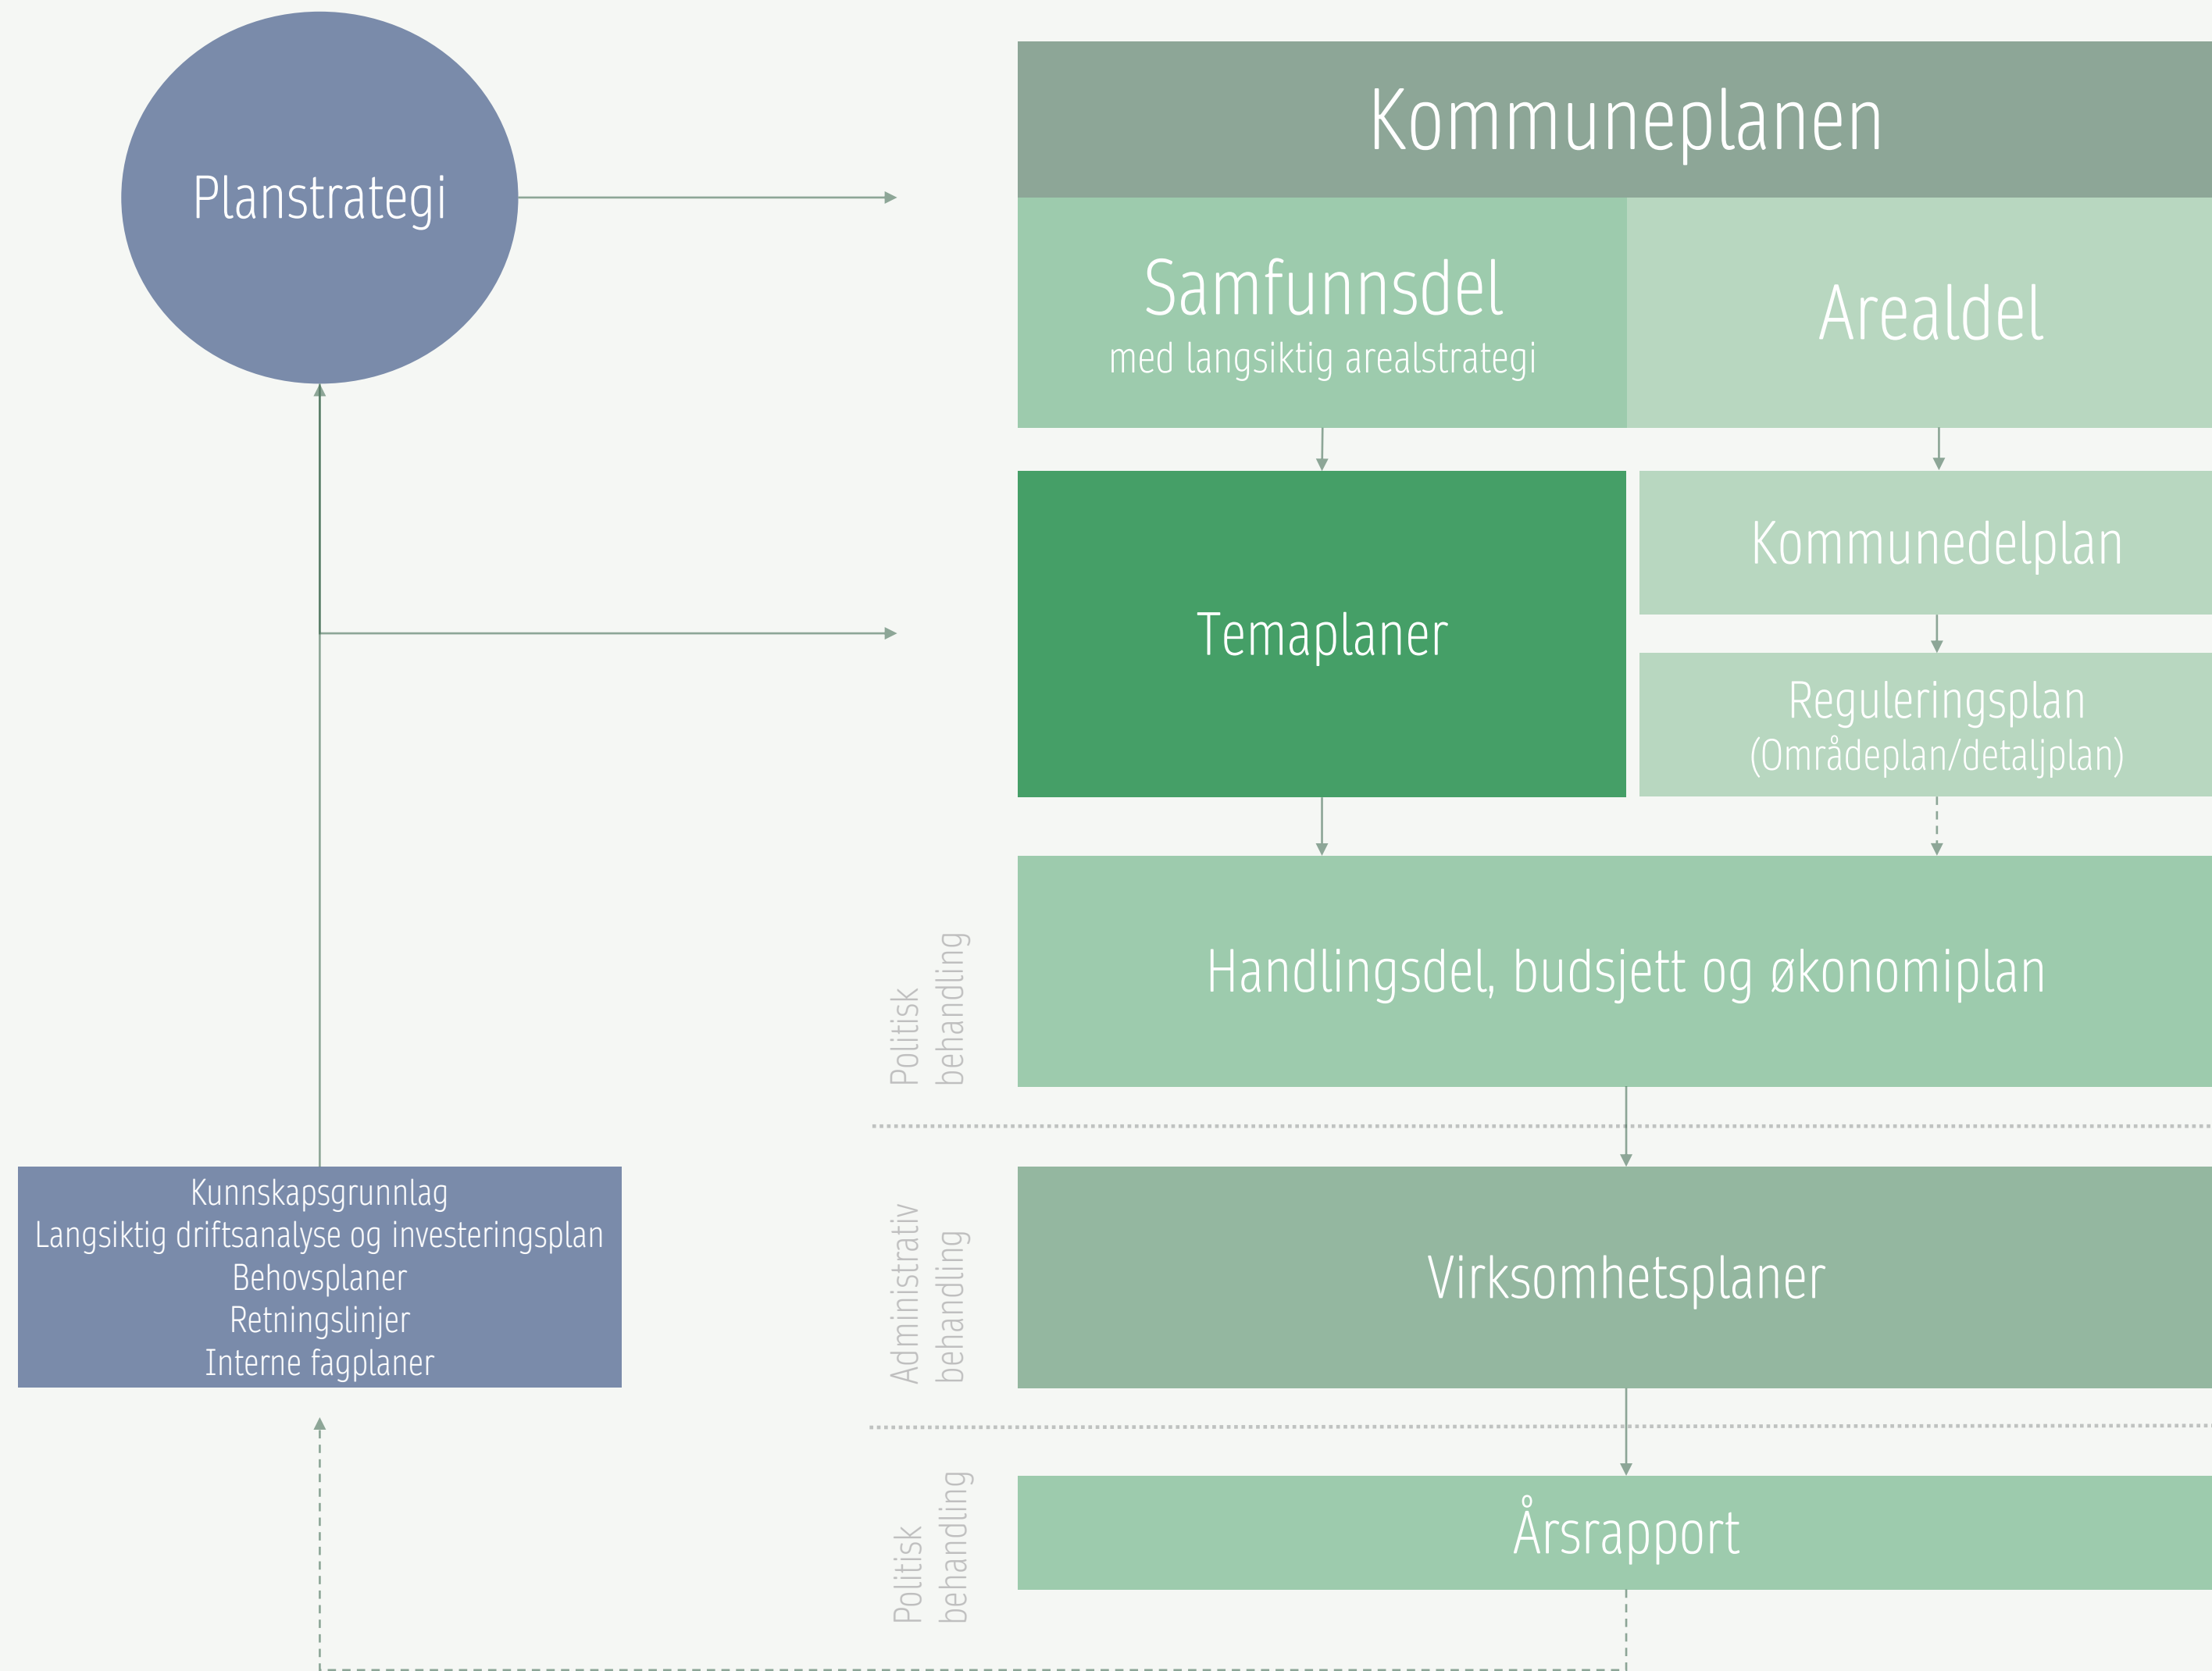 Planstrategi
Kommuneplanen
Samfunnsdel
med langsiktig arealstrategi
Arealdel
Temaplaner
Kommunedelplan
Reguleringsplan
(Områdeplan/detaljplan)
Politisk
behandling
Handlingsdel, budsjett og økonomiplan
Kunnskapsgrunnlag
Langsiktig driftsanalyse og investeringsplan
Behovsplaner
Retningslinjer
Interne fagplaner
Administrativ
behandling
Virksomhetsplaner
Politisk
behandling
Årsrapport